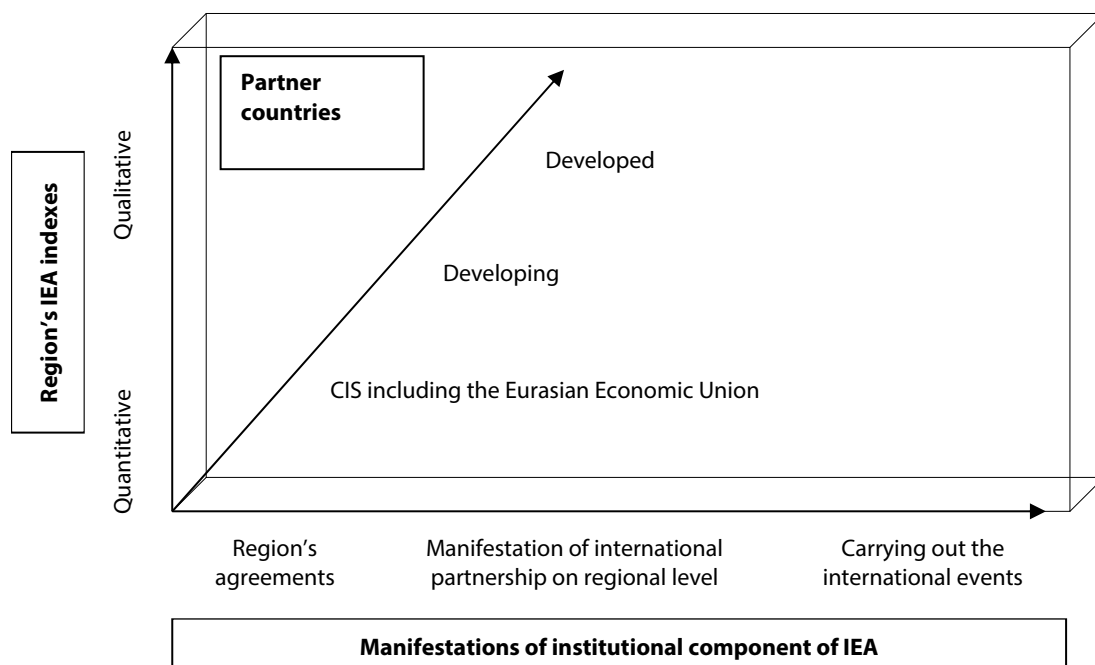 Partner
countries
Developed
Developing
CIS including the Eurasian Economic Union
Region's IEA indexes
Qualitative
Quantitative
Region's
agreements
Manifestation of international
partnership on regional level
Carrying out the
international events
Manifestations of institutional component of IEA